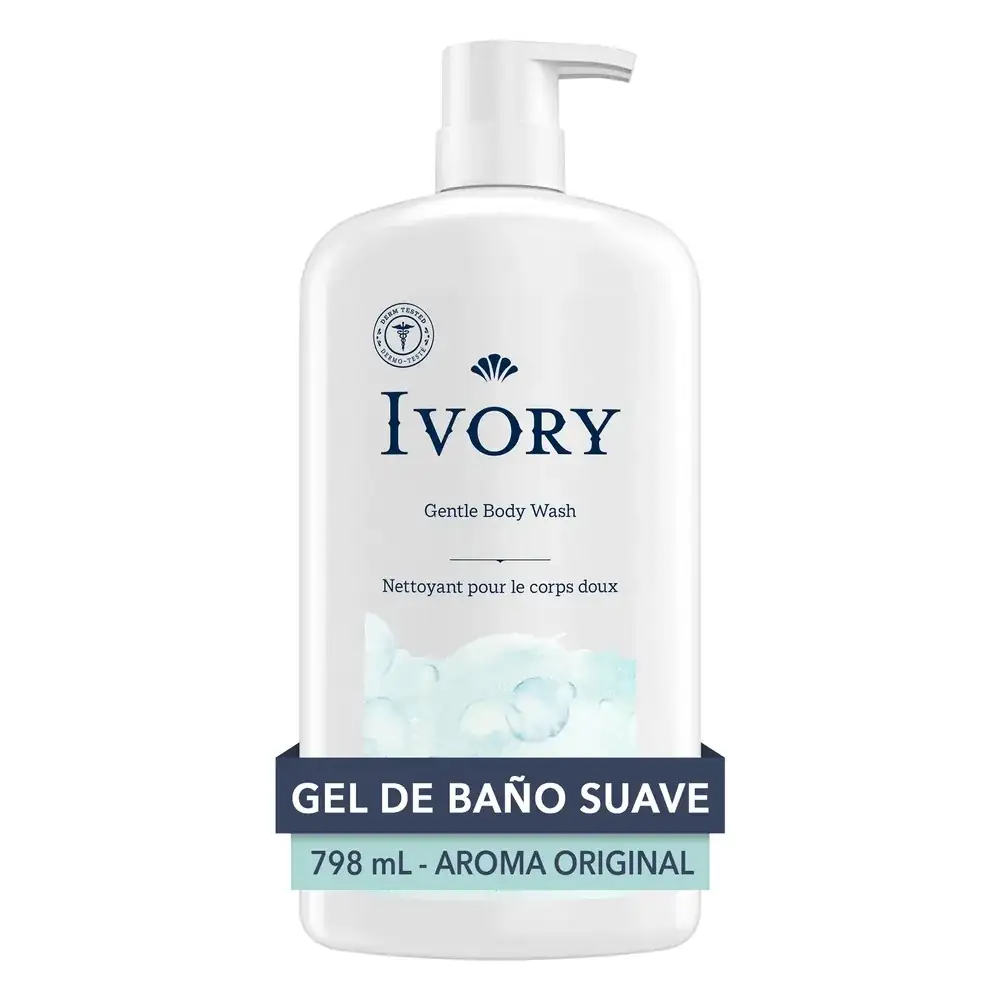 DERM TESTED
DERMO-TESTÉ
IVORY
Gentle Body Wash
Nettoyant pour le corps doux
GEL DE BAÑO SUAVE
798 mL - AROMA ORIGINAL